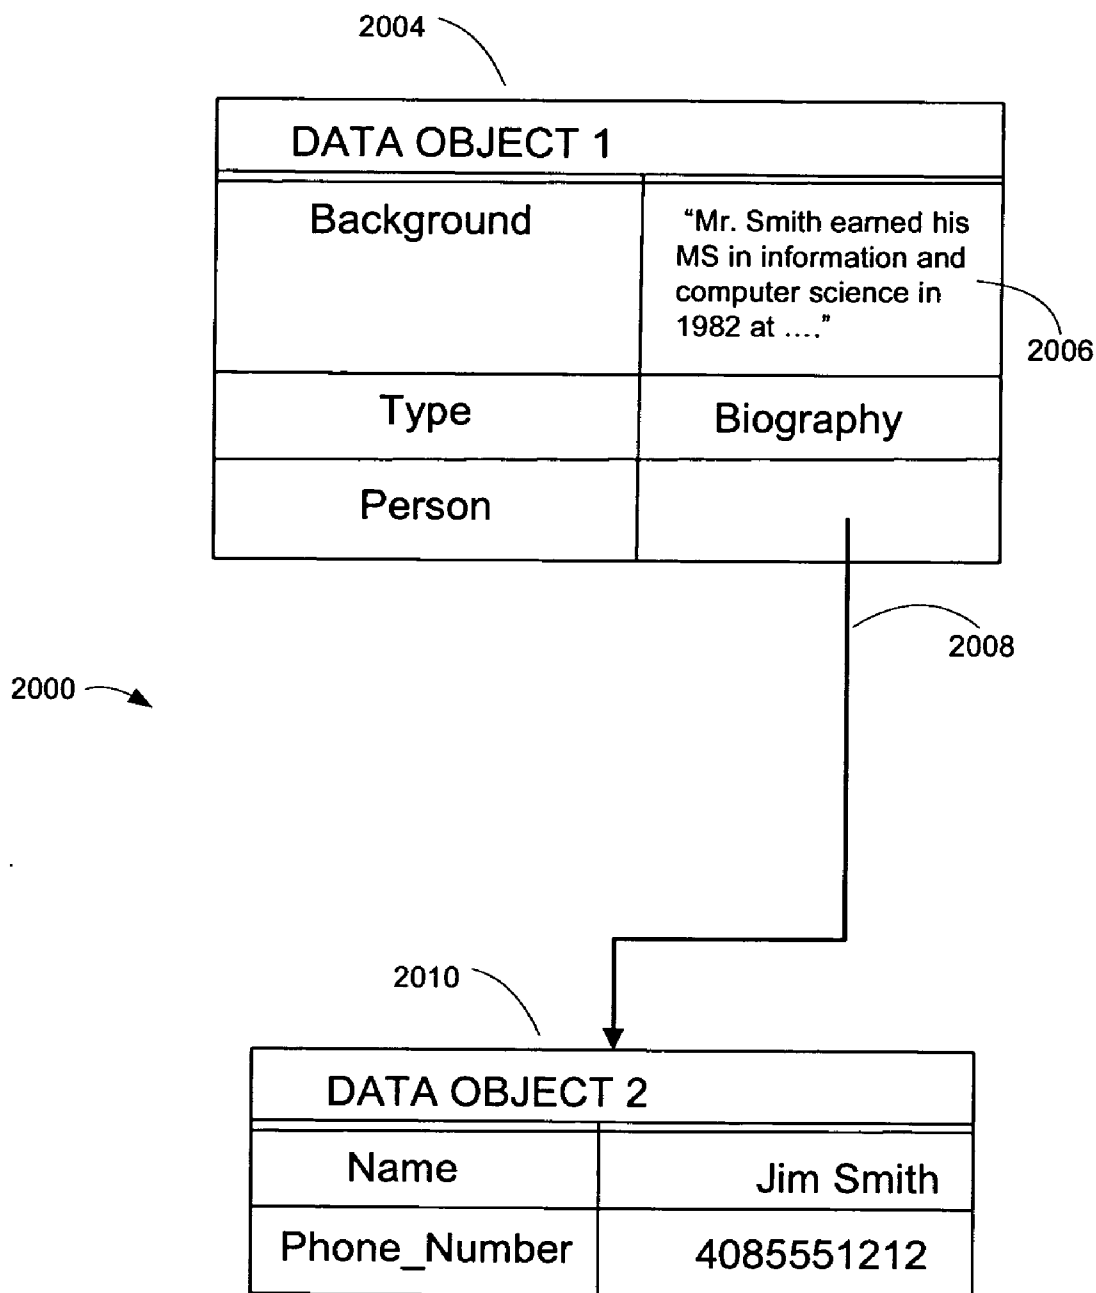 2004
DATA OBJECT 1
Background
“Mr. Smith earned his
MS in information and
computer science in
1982 at ....”
2006
Type
Biography
Person
2008
2000
2010
DATA OBJECT 2
Name
Jim Smith
Phone_Number
4085551212